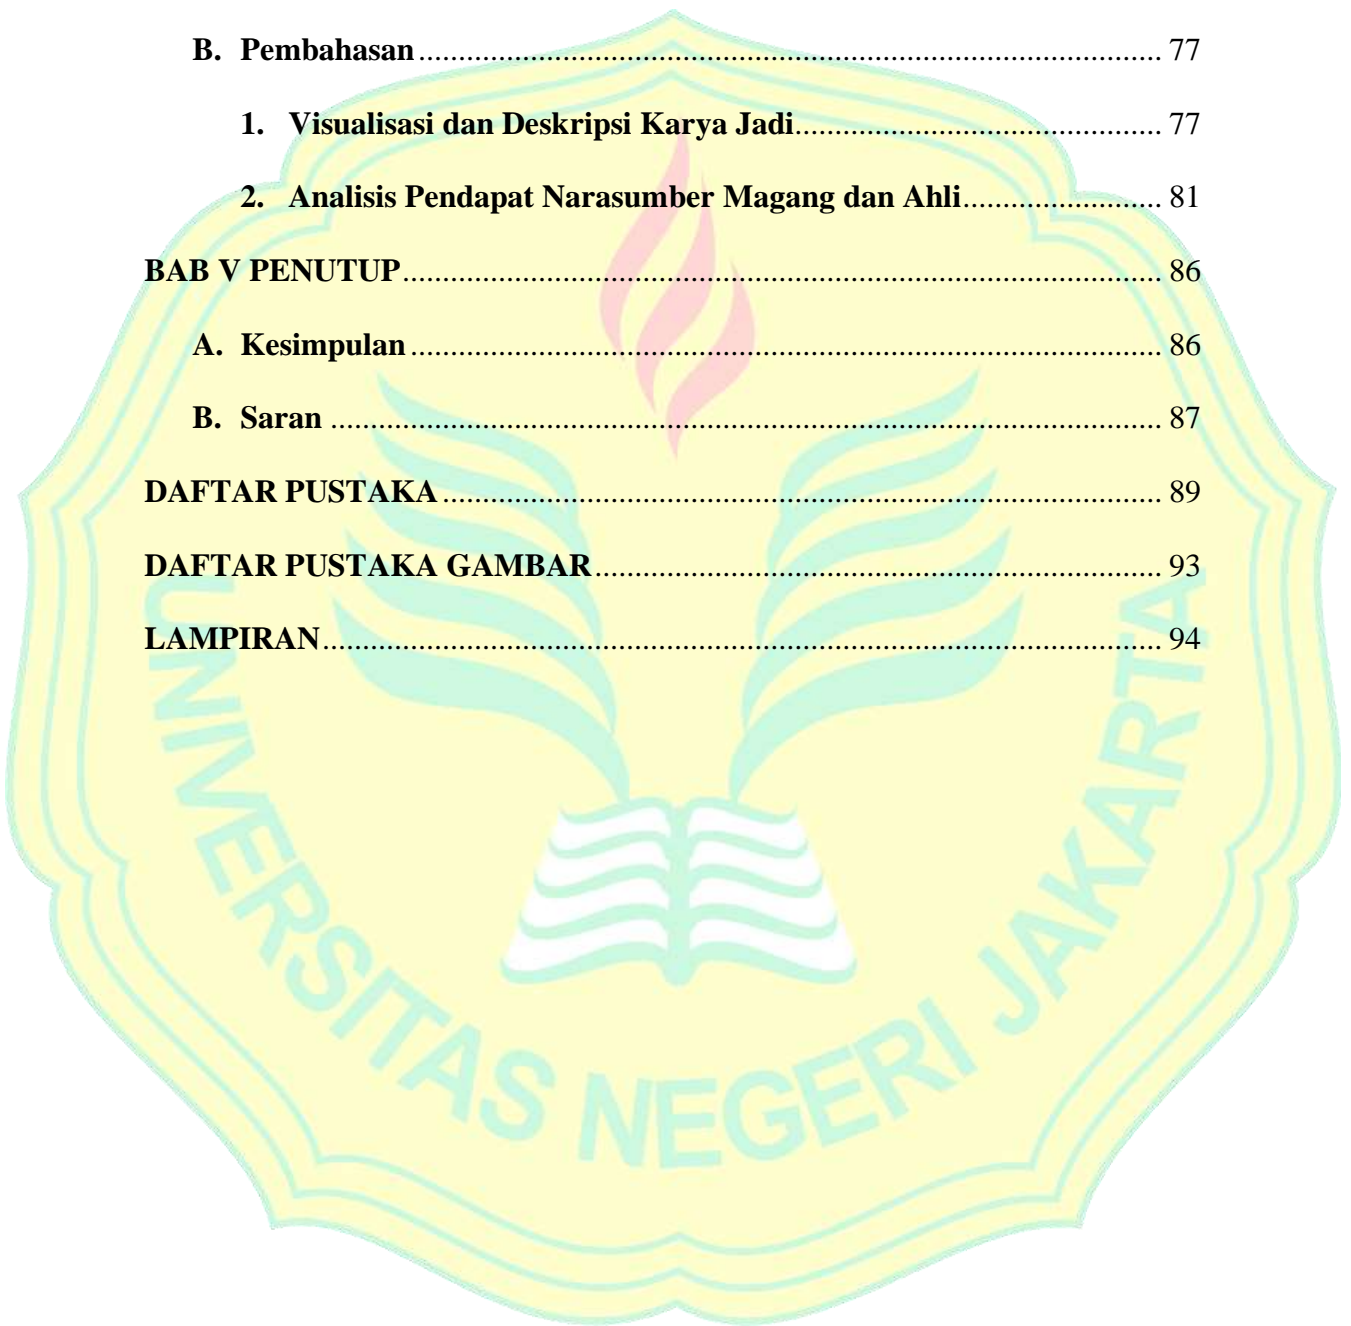 B. Pembahasan ........ 77
1. Visualisasi dan Deskripsi Karya Jadi ........ 77
2. Analisis Pendapat Narasumber Magang dan Ahli ........ 81
BAB V PENUTUP ........ 86
A. Kesimpulan ........ 86
B. Saran ........ 87
DAFTAR PUSTAKA ........ 89
DAFTAR PUSTAKA GAMBAR ........ 93
LAMPIRAN ........ 94
UNIVERSITAS NEGERI JAKARTA